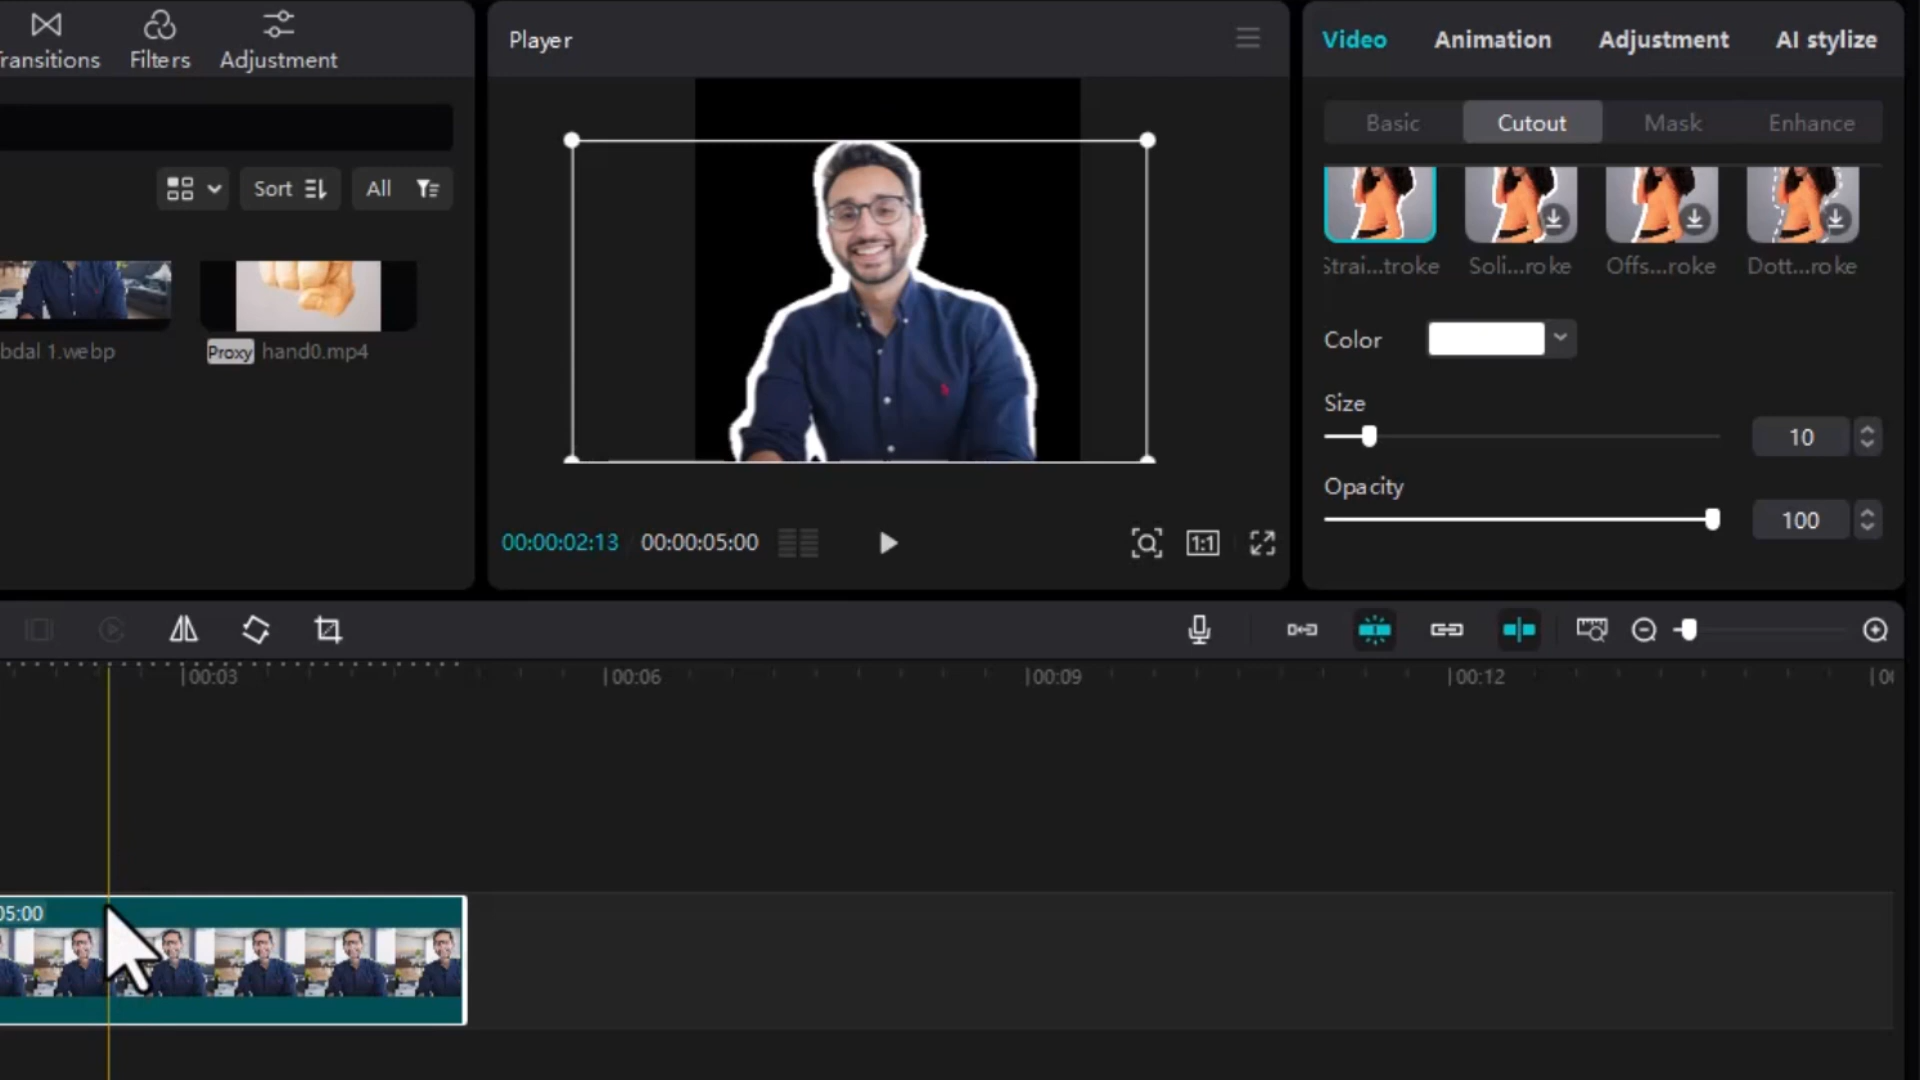 ransitions
Filters
Adjustment
Sort
All
bdal 1.webp
Proxy
hand0.mp4
Player
00:00:02:13
00:00:05:00
1:1
Video
Animation
Adjustment
AI stylize
Basic
Cutout
Mask
Enhance
Strai...troke
Soli...roke
Offs...roke
Dott...roke
Color
Size
10
Opacity
100
00:03
00:06
00:09
00:12
05:00